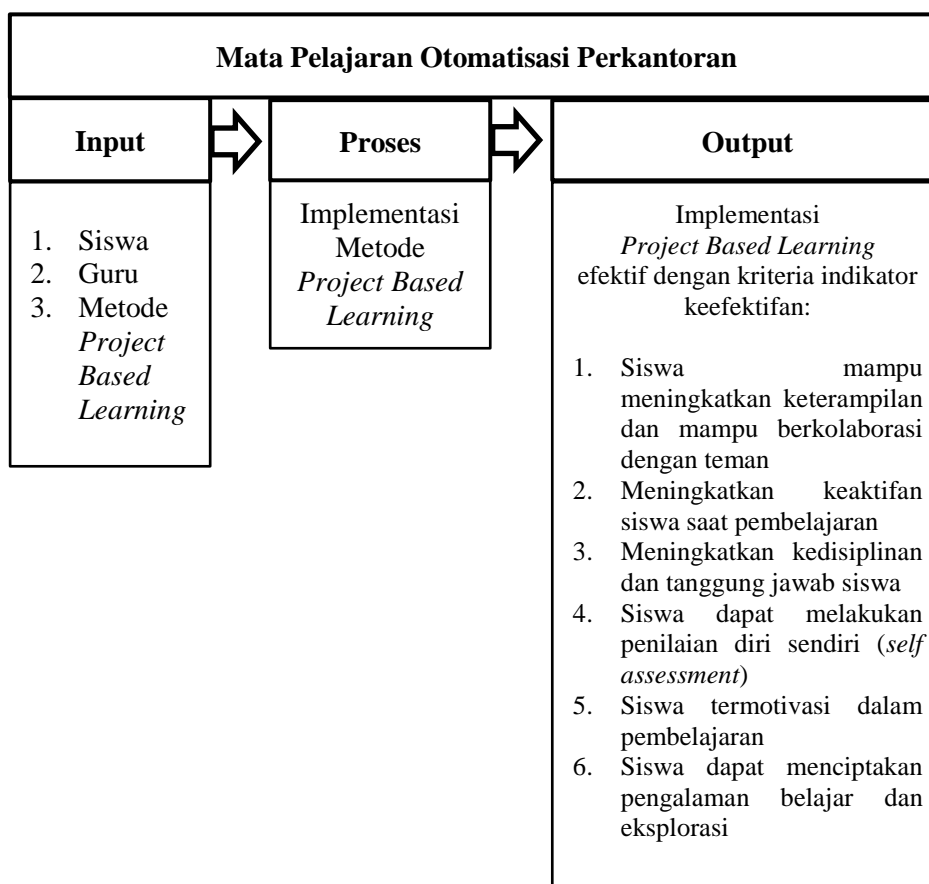 Mata Pelajaran Otomatisasi Perkantoran
Input
Proses
Output
1. Siswa
2. Guru
3. Metode
Project
Based
Learning
Implementasi
Metode
Project Based
Learning
Implementasi
Project Based Learning
efektif dengan kriteria indikator
keefektifan:
1. Siswa mampu
meningkatkan keterampilan
dan mampu berkolaborasi
dengan teman
2. Meningkatkan keaktifan
siswa saat pembelajaran
3. Meningkatkan kedisiplinan
dan tanggung jawab siswa
4. Siswa dapat melakukan
penilaian diri sendiri (self
assessment)
5. Siswa termotivasi dalam
pembelajaran
6. Siswa dapat menciptakan
pengalaman belajar dan
eksplorasi